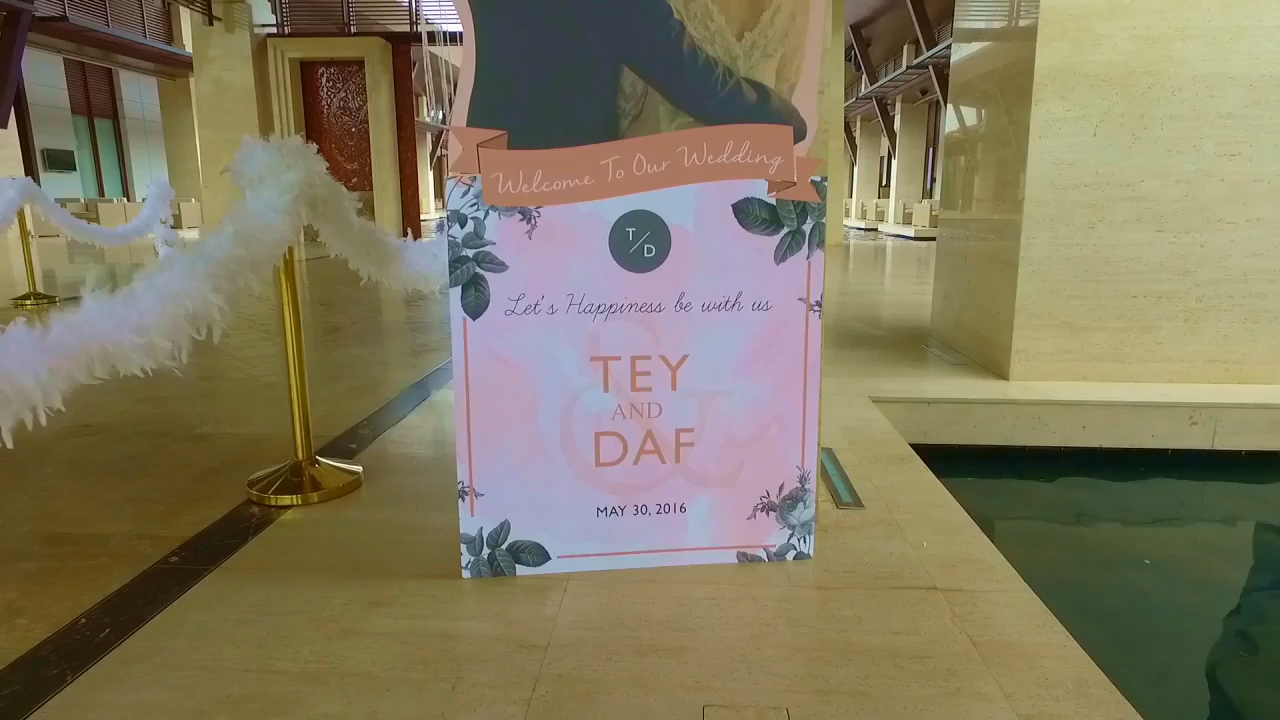 Welcome To Our Wedding
T/D
Let's Happiness be with us
&
TEY
AND
DAF
MAY 30, 2016